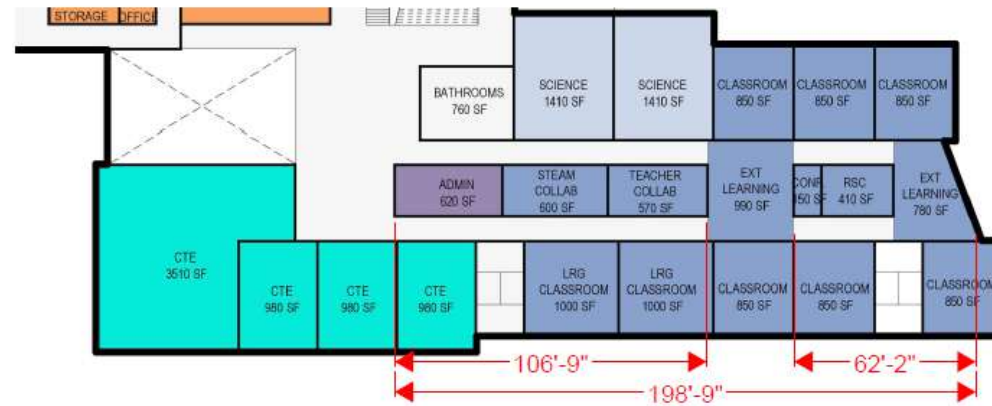 STORAGE
OFFICE
BATHROOMS
760 SF
SCIENCE
1410 SF
SCIENCE
1410 SF
CLASSROOM
850 SF
CLASSROOM
850 SF
CLASSROOM
850 SF
ADMIN
620 SF
STEAM
COLLAB
600 SF
TEACHER
COLLAB
570 SF
EXT
LEARNING
990 SF
CONF
150 SF
RSC
410 SF
EXT
LEARNING
780 SF
CTE
3510 SF
CTE
980 SF
CTE
980 SF
CTE
980 SF
LRG
CLASSROOM
1000 SF
LRG
CLASSROOM
1000 SF
CLASSROOM
850 SF
CLASSROOM
850 SF
CLASSROOM
850 SF
106'-9"
62'-2"
198'-9"